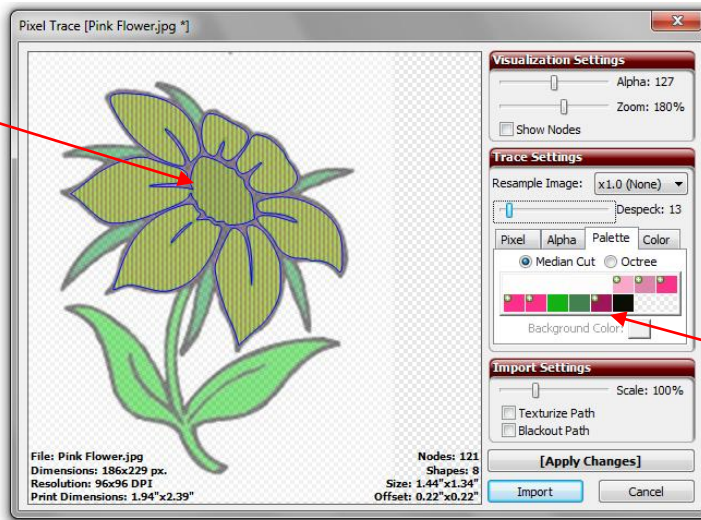 Pixel Trace [Pink Flower.jpg *]
X
Visualization Settings
Alpha: 127
Zoom: 180%
Show Nodes
Trace Settings
Resample Image: x1.0 (None)
Despeck: 13
Pixel Alpha Palette Color
Median Cut Octree
Background Color:
Import Settings
Scale: 100%
Texturize Path
Blackout Path
[Apply Changes]
Import Cancel
File: Pink Flower.jpg
Dimensions: 186x229 px.
Resolution: 96x96 DPI
Print Dimensions: 1.94"x2.39"
Nodes: 121
Shapes: 8
Size: 1.44"x1.34"
Offset: 0.22"x0.22"